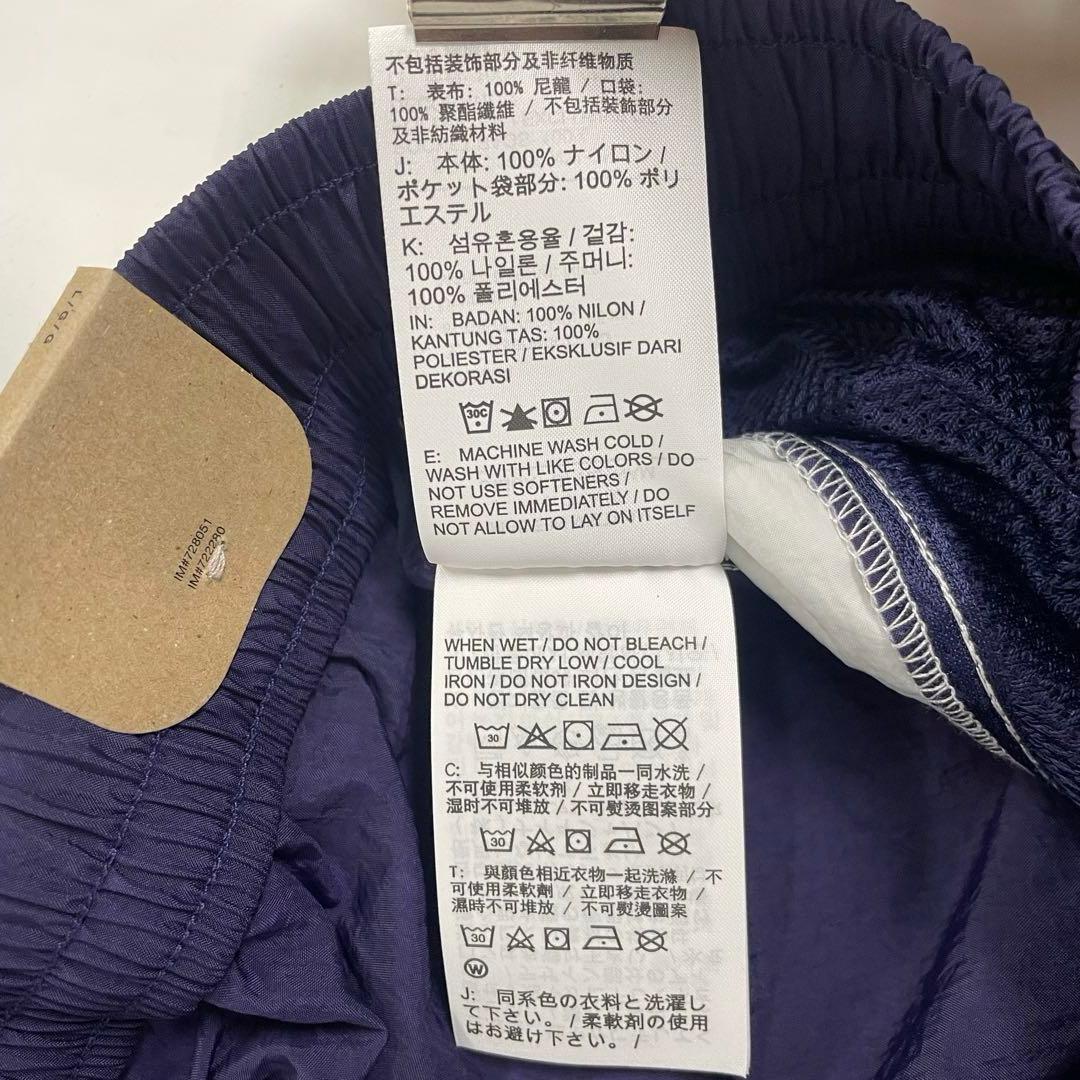 不包括装饰部分及非纤维物质
T: 表布: 100% 尼龍 / 口袋:
100% 聚酯纖維 / 不包括裝飾部分
及非紡織材料
J: 本体: 100% ナイロン /
ポケット袋部分: 100% ポリ
エステル
K: 섬유혼용율 / 겉감:
100% 나일론 / 주머니:
100% 폴리에스터
IN: BADAN: 100% NILON /
KANTUNG TAS: 100%
POLIESTER / EKSKLUSIF DARI
DEKORASI
30C
E: MACHINE WASH COLD /
WASH WITH LIKE COLORS / DO
NOT USE SOFTENERS /
REMOVE IMMEDIATELY / DO
NOT ALLOW TO LAY ON ITSELF
WHEN WET / DO NOT BLEACH /
TUMBLE DRY LOW / COOL
IRON / DO NOT IRON DESIGN /
DO NOT DRY CLEAN
30
C: 与相似颜色的制品一同水洗 /
不可使用柔软剂 / 立即移走衣物 /
湿时不可堆放 / 不可熨烫图案部分
30
T: 與顏色相近衣物一起洗滌 / 不
可使用柔軟劑 / 立即移走衣物 /
濕時不可堆放 / 不可熨燙圖案
30
W
J: 同系色の衣料と洗濯し
て下さい。 / 柔軟剤の使用
はお避け下さい。 /
IM#728051
IM#722280